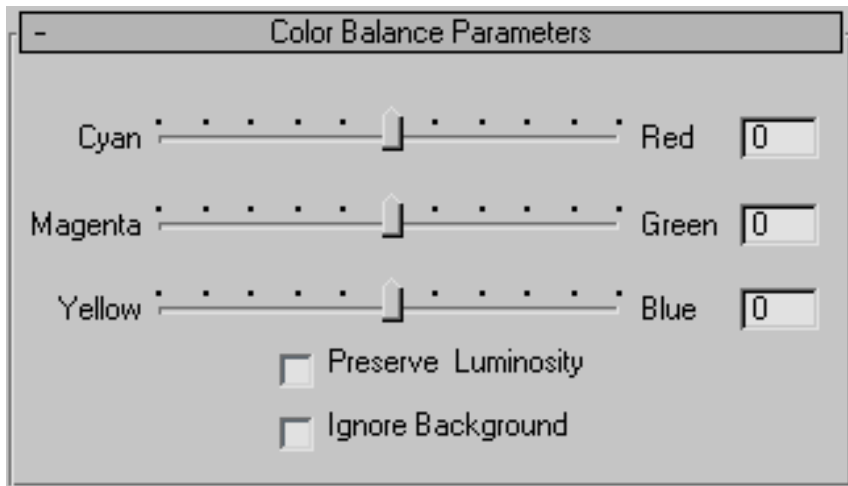 - Color Balance Parameters
Cyan Red 0
Magenta Green 0
Yellow Blue 0
Preserve Luminosity
Ignore Background